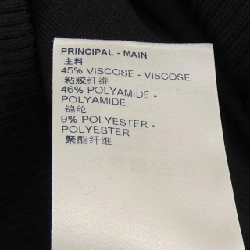 PRINCIPAL - MAIN
主料
45% VISCOSE - VISCOSE
粘胶纤维
46% POLYAMIDE -
POLYAMIDE
锦纶
9% POLYESTER -
POLYESTER
聚酯纤维